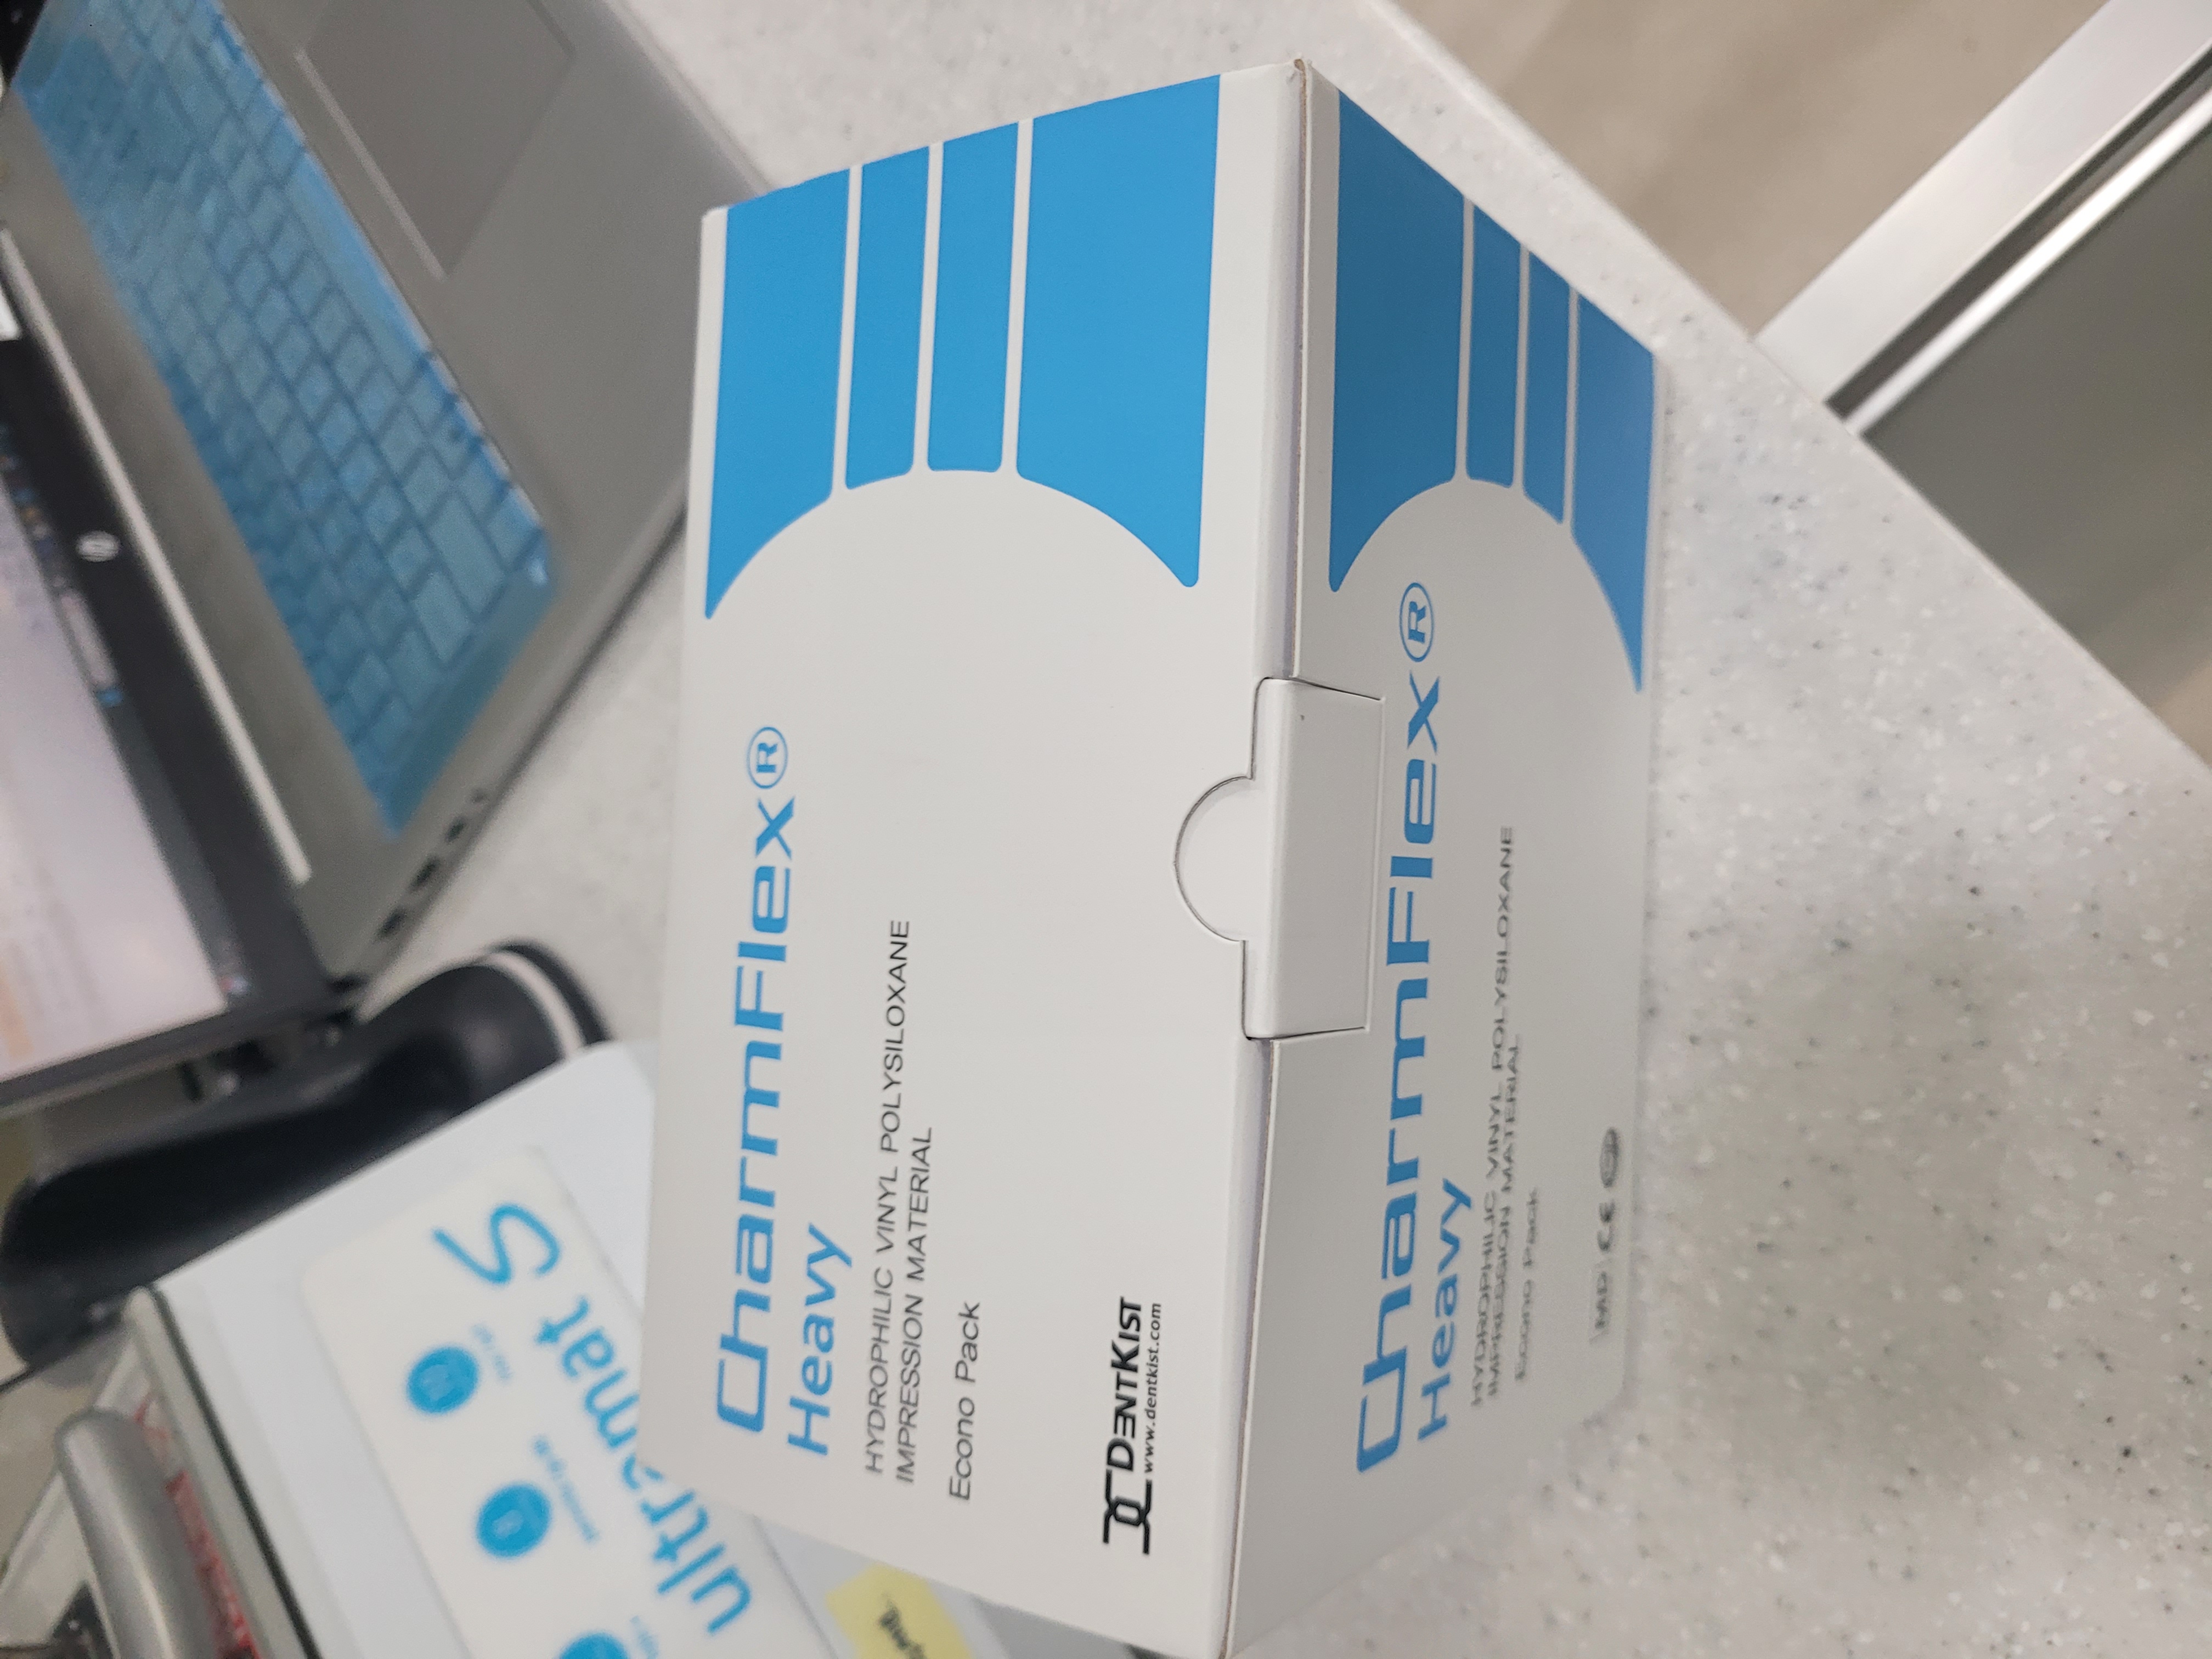 ultramat S
CharmFlex®
Heavy
HYDROPHILIC VINYL POLYSILOXANE
IMPRESSION MATERIAL
Econo Pack
DENTKIST
www.dentkist.com
CharmFlex®
Heavy
HYDROPHILIC VINYL POLYSILOXANE
IMPRESSION MATERIAL
Econo Pack
MD CE